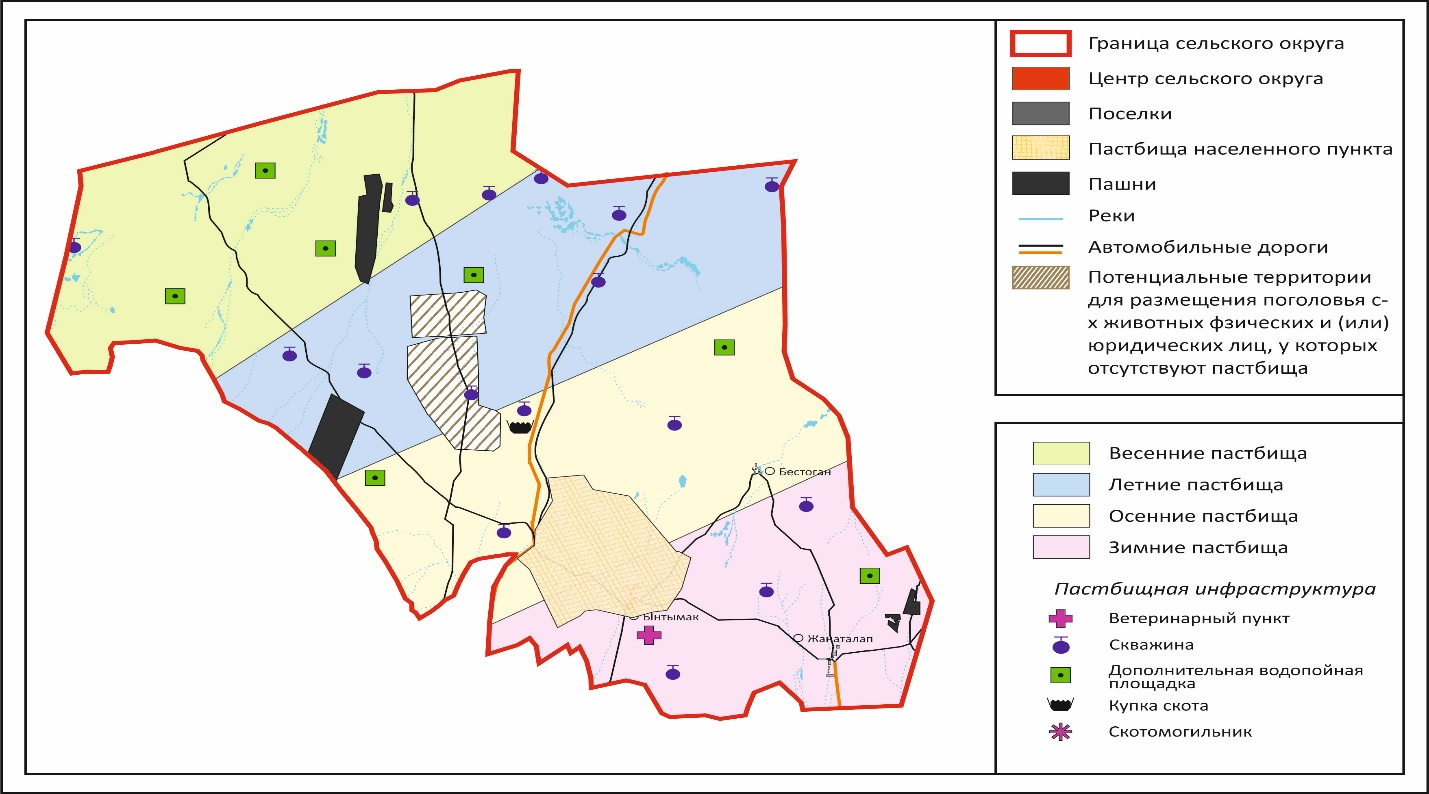 Граница сельского округа
Центр сельского округа
Поселки
Пастбища населенного пункта
Пашни
Реки
Автомобильные дороги
Потенциальные территории
для размещения поголовья с-
х животных фзических и (или)
юридических лиц, у которых
отсутствуют пастбища
Весенние пастбища
Летние пастбища
Осенние пастбища
Зимние пастбища
Пастбищная инфраструктура
Ветеринарный пункт
Скважина
Дополнительная водопойная
площадка
Купка скота
Скотомогильник
Бестоган
Ынтымак
Жанаталап